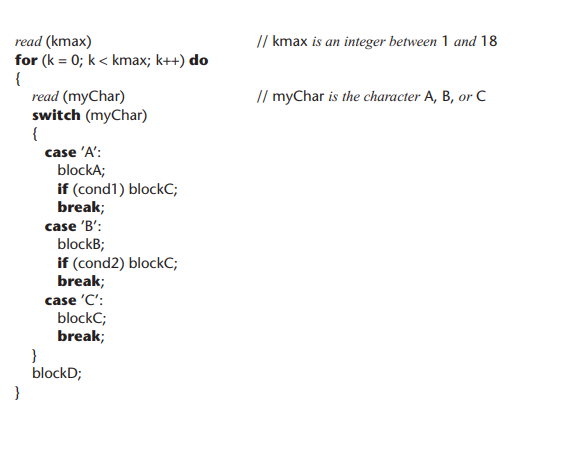 read (kmax) // kmax is an integer between 1 and 18
for (k = 0; k < kmax; k++) do
{
read (myChar) // myChar is the character A, B, or C
switch (myChar)
{
case ’A’:
blockA;
if (cond1) blockC;
break;
case ’B’:
blockB;
if (cond2) blockC;
break;
case ’C’:
blockC;
break;
}
blockD;
}